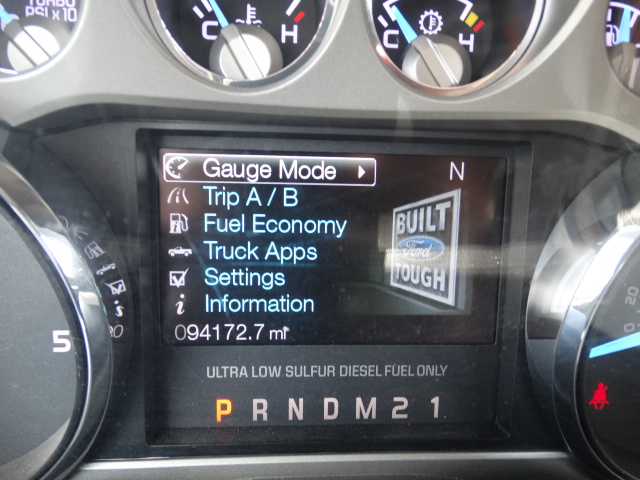 TURBO
PSI x 10
C H
C H
Gauge Mode N
Trip A / B
Fuel Economy
Truck Apps
Settings
i Information
094172.7 mi
BUILT
Ford
TOUGH
ULTRA LOW SULFUR DIESEL FUEL ONLY
P R N D M 2 1
5
20
0